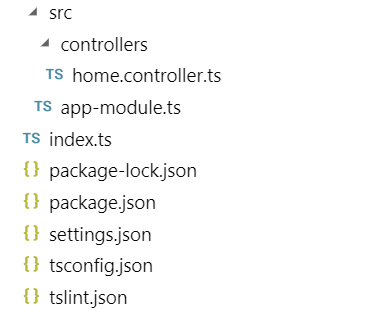 src
controllers
TS home.controller.ts
TS app-module.ts
TS index.ts
{} package-lock.json
{} package.json
{} settings.json
{} tsconfig.json
{} tslint.json